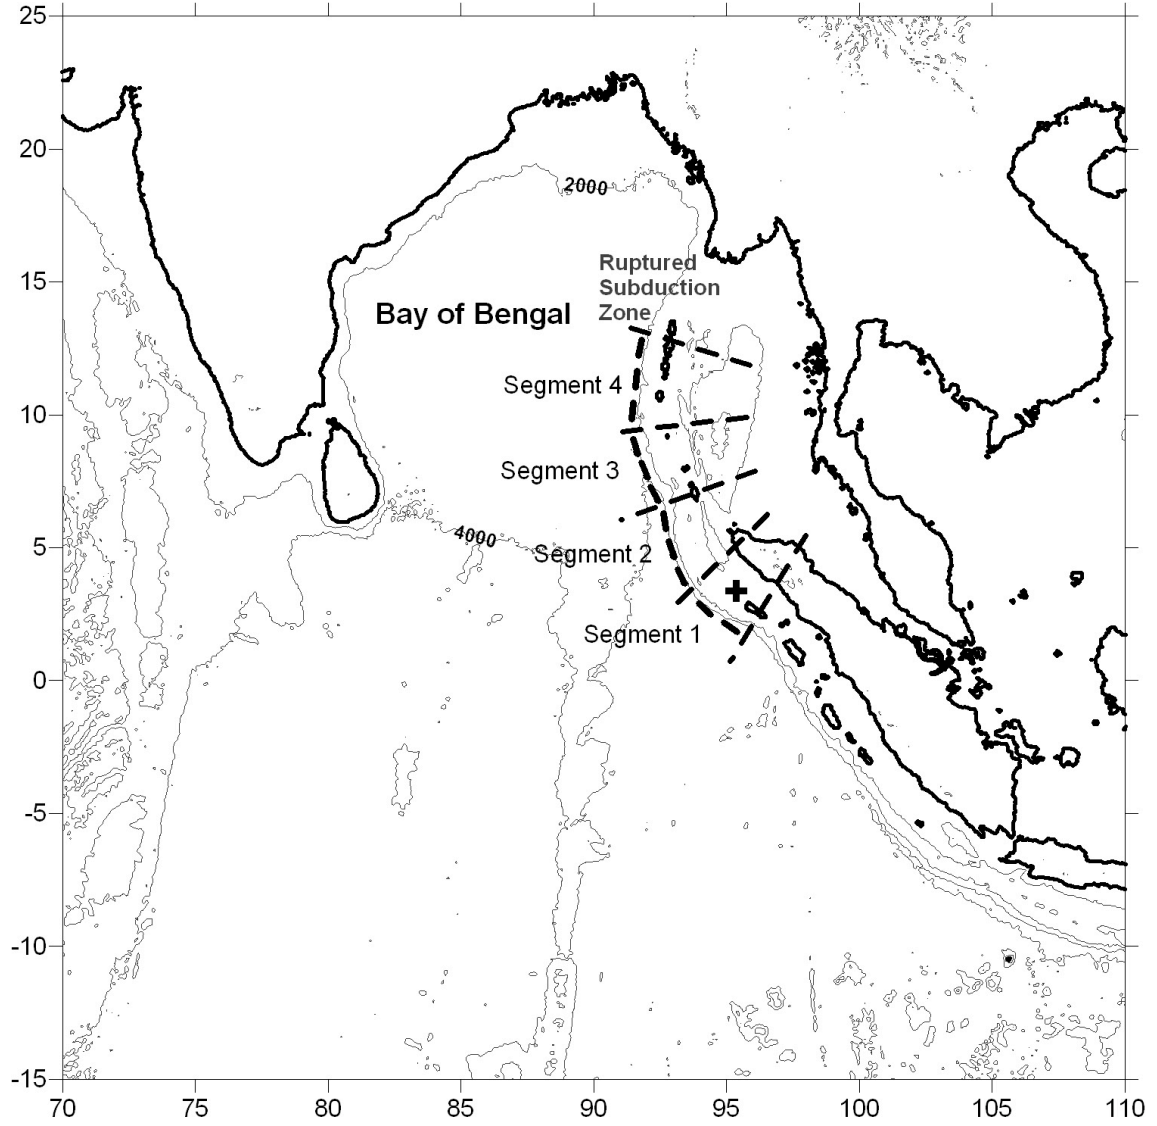 25
20
2000
15
Ruptured
Subduction
Zone
Bay of Bengal
Segment 4
10
Segment 3
4000
5
Segment 2
Segment 1
0
-5
-10
-15
70 75 80 85 90 95 100 105 110